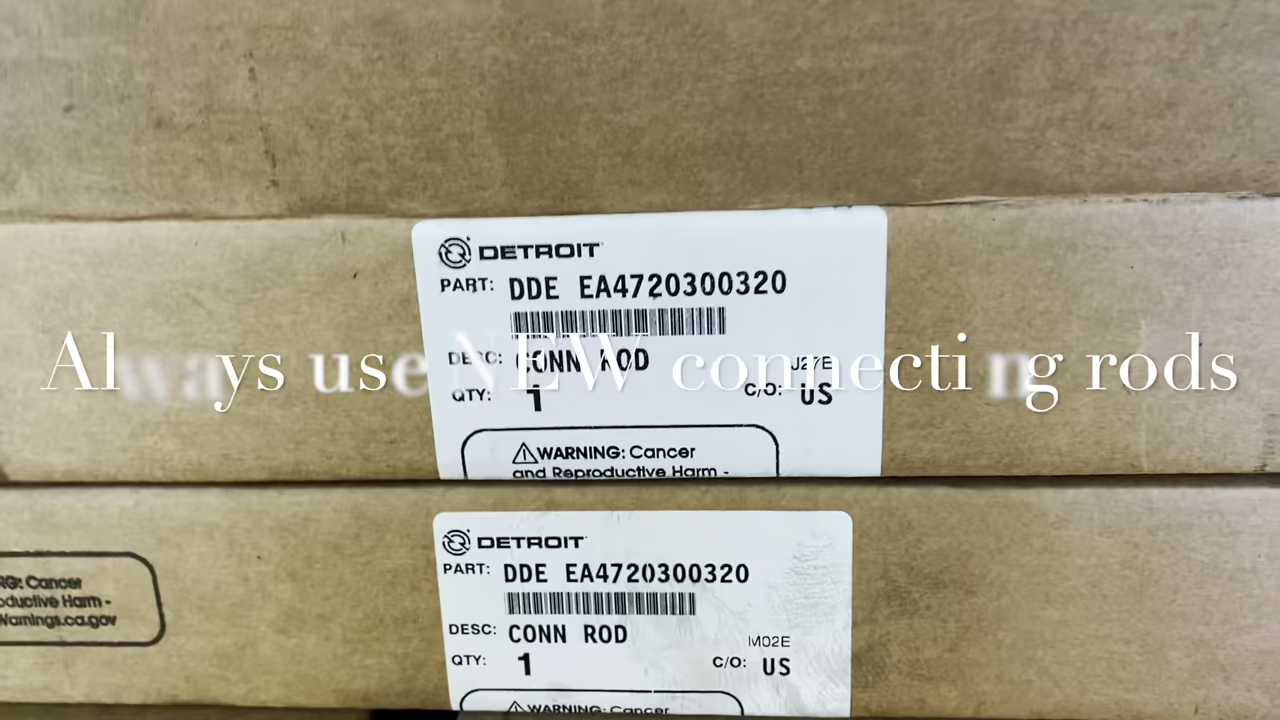 DETROIT
PART: DDE EA4720300320
Always use NEW connecting rods
DESC: CONN ROD J27E
QTY: 1 C/O: US
WARNING: Cancer
and Reproductive Harm -
DETROIT
PART: DDE EA4720300320
NG: Cancer
oductive Harm -
Warnings.ca.gov
DESC: CONN ROD M02E
QTY: 1 C/O: US
WARNING: Cancer